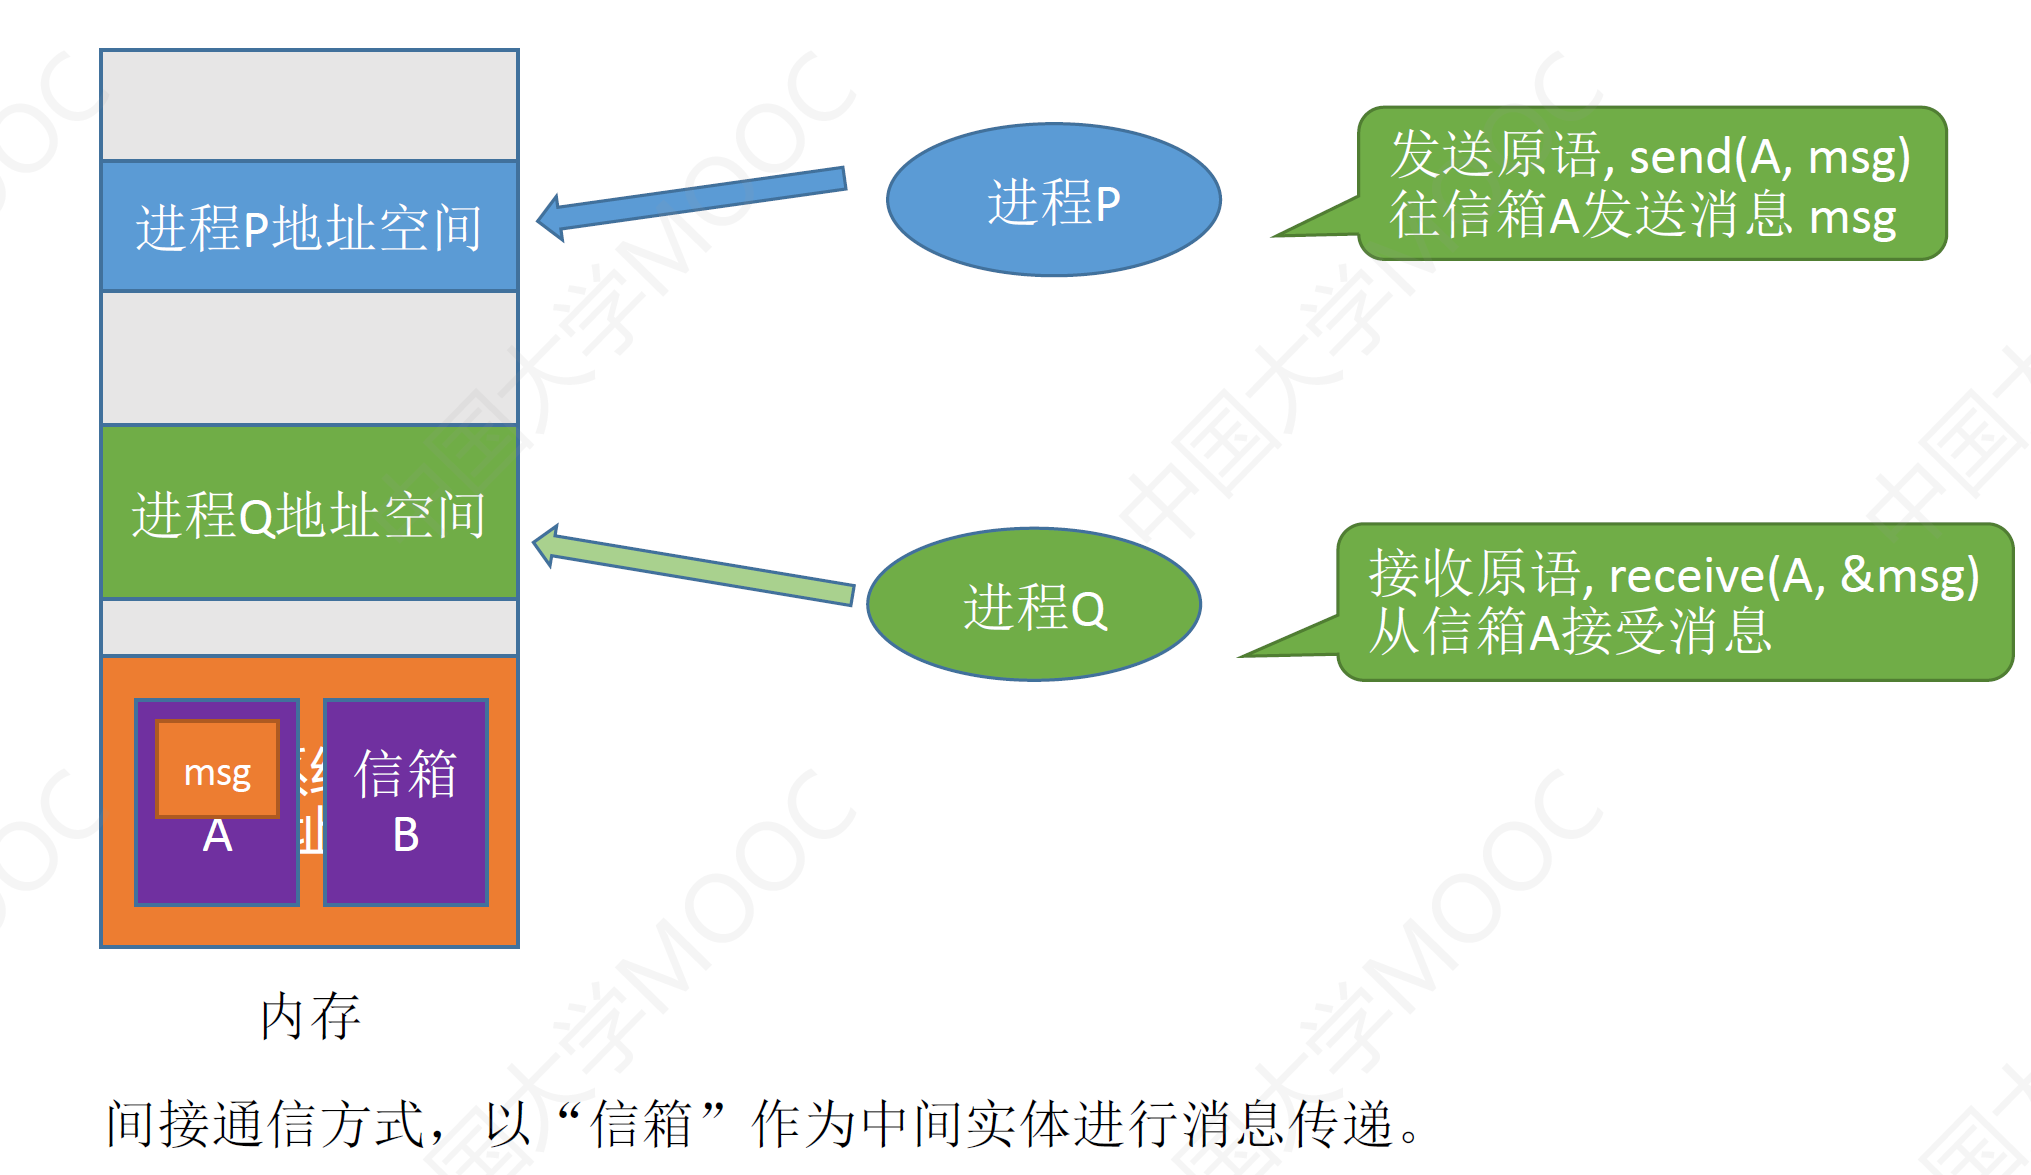 进程P地址空间
进程P
发送原语, send(A, msg)
往信箱A发送消息 msg
进程Q地址空间
进程Q
接收原语, receive(A, &msg)
从信箱A接受消息
msg
A
信箱
B
内存
间接通信方式，以“信箱”作为中间实体进行消息传递。
中国大学MOOC